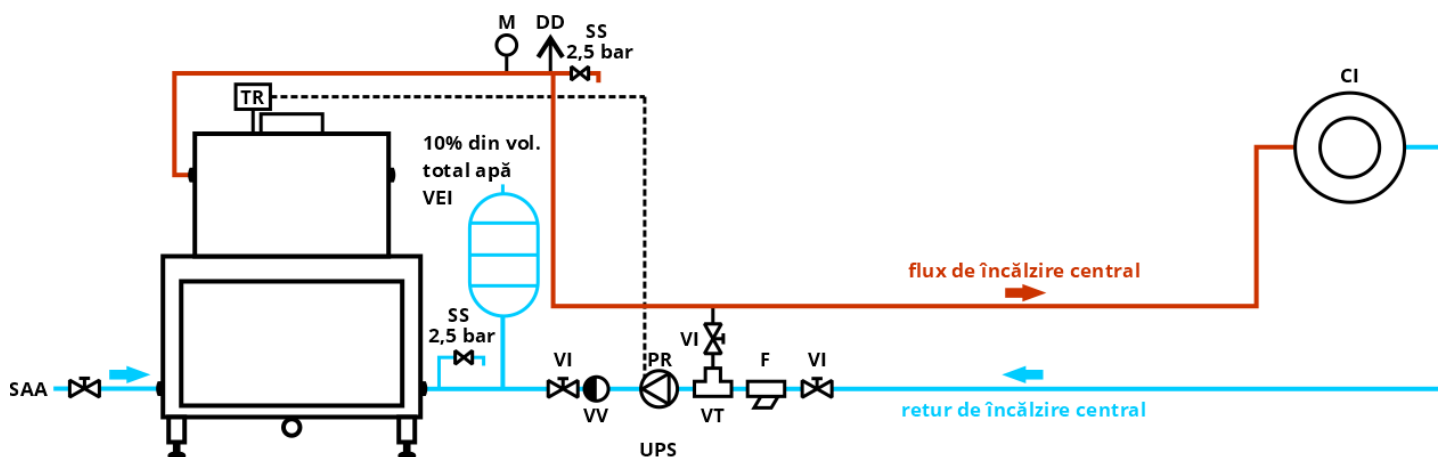 M
DD
SS
2,5 bar
CI
TR
10% din vol.
total apă
VEI
flux de încălzire central
SS
2,5 bar
VI
VI
PR
F
VI
SAA
VV
VT
retur de încălzire central
UPS